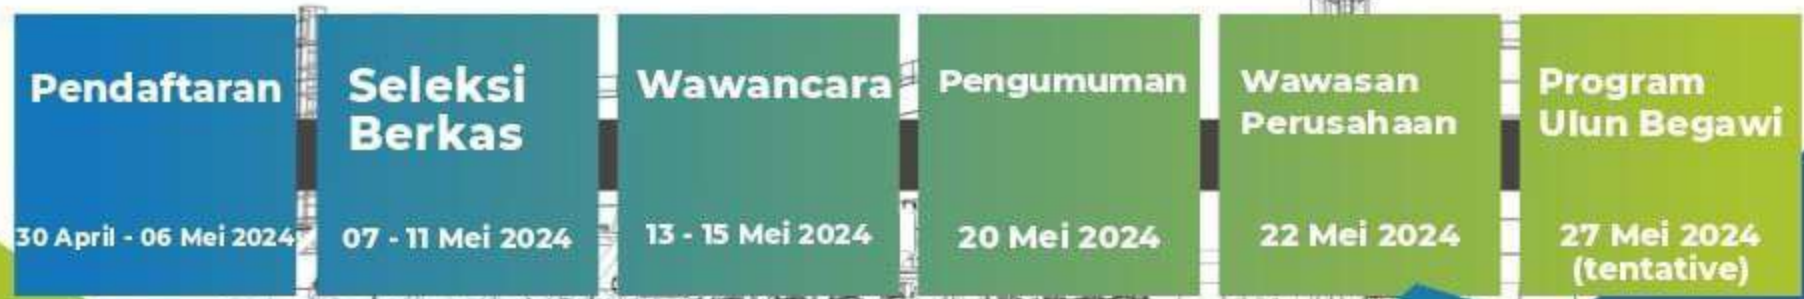 Pendaftaran
30 April - 06 Mei 2024
Seleksi
Berkas
07 - 11 Mei 2024
Wawancara
13 - 15 Mei 2024
Pengumuman
20 Mei 2024
Wawasan
Perusahaan
22 Mei 2024
Program
Ulun Begawi
27 Mei 2024
(tentative)